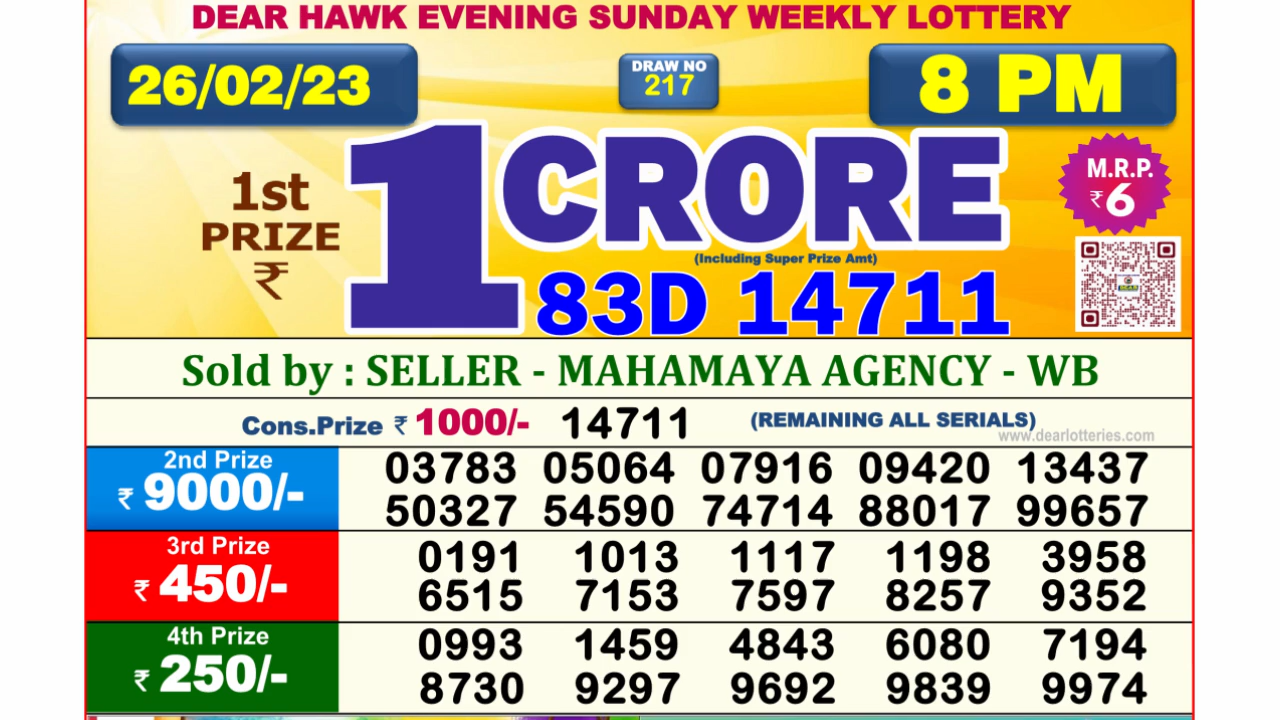 DEAR HAWK EVENING SUNDAY WEEKLY LOTTERY
26/02/23
DRAW NO
217
8 PM
1st
PRIZE
₹
1 CRORE
(Including Super Prize Amt)
83D 14711
M.R.P.
₹ 6
Sold by : SELLER - MAHAMAYA AGENCY - WB
Cons.Prize ₹ 1000/- 14711 (REMAINING ALL SERIALS)
www.dearlotteries.com
2nd Prize
₹ 9000/-
03783 05064 07916 09420 13437
50327 54590 74714 88017 99657
3rd Prize
₹ 450/-
0191 1013 1117 1198 3958
6515 7153 7597 8257 9352
4th Prize
₹ 250/-
0993 1459 4843 6080 7194
8730 9297 9692 9839 9974